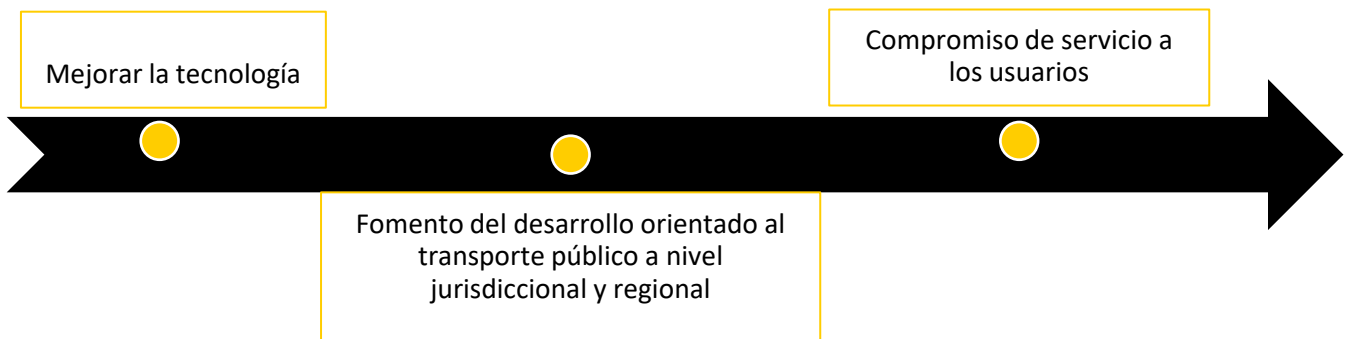 Mejorar la tecnología
Fomento del desarrollo orientado al
transporte público a nivel
jurisdiccional y regional
Compromiso de servicio a
los usuarios